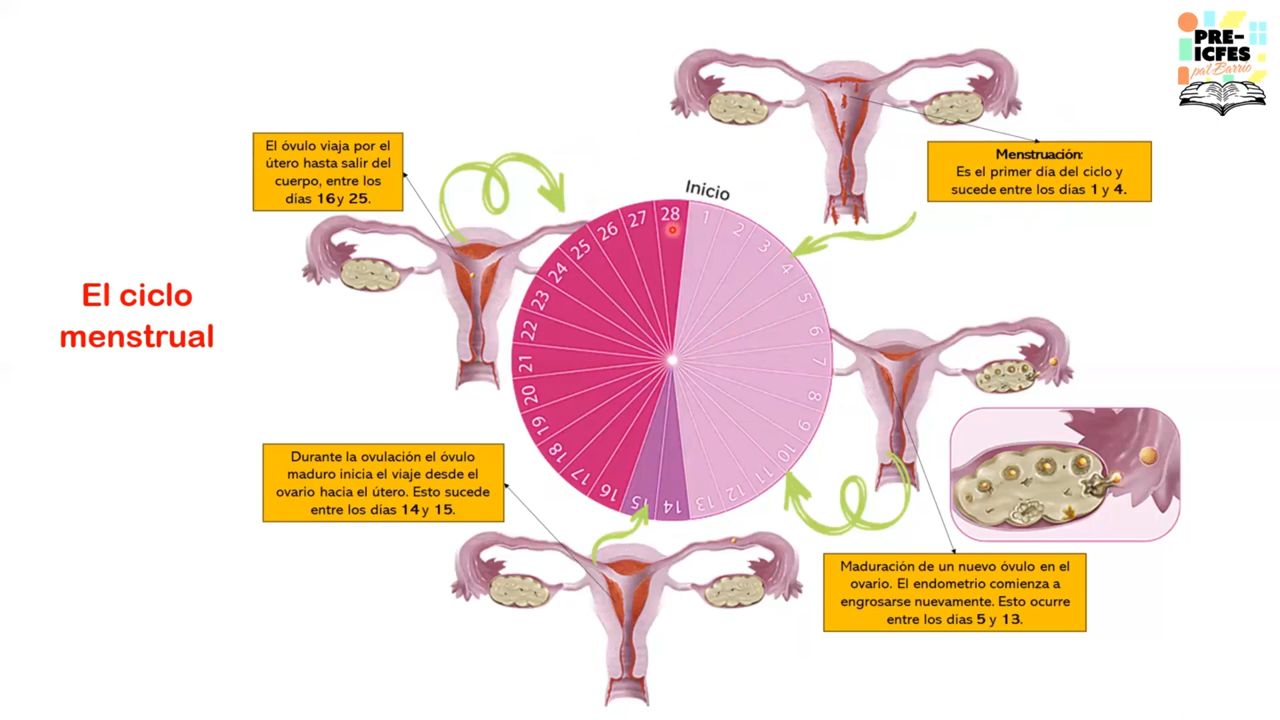 PRE-
ICFES
pa'l Barrio
El ciclo
menstrual
El óvulo viaja por el
útero hasta salir del
cuerpo, entre los
días 16 y 25.
Menstruación:
Es el primer día del ciclo y
sucede entre los días 1 y 4.
Inicio
1
2
3
4
5
6
7
8
9
10
11
12
13
14
15
16
17
18
19
20
21
22
23
24
25
26
27
28
Durante la ovulación el óvulo
maduro inicia el viaje desde el
ovario hacia el útero. Esto sucede
entre los días 14 y 15.
Maduración de un nuevo óvulo en el
ovario. El endometrio comienza a
engrosarse nuevamente. Esto ocurre
entre los días 5 y 13.